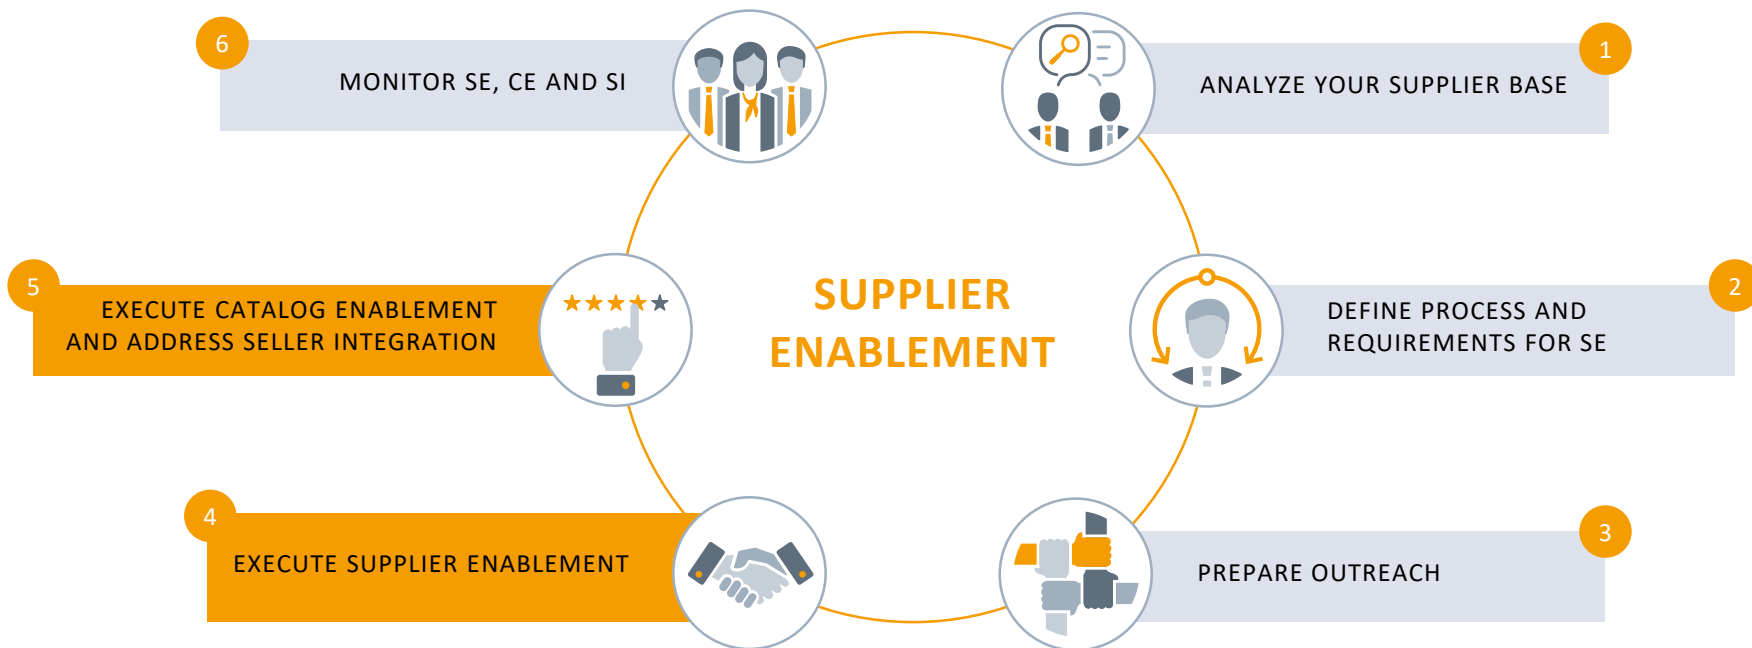 SUPPLIER
ENABLEMENT
1
ANALYZE YOUR SUPPLIER BASE
2
DEFINE PROCESS AND
REQUIREMENTS FOR SE
3
PREPARE OUTREACH
4
EXECUTE SUPPLIER ENABLEMENT
5
EXECUTE CATALOG ENABLEMENT
AND ADDRESS SELLER INTEGRATION
6
MONITOR SE, CE AND SI